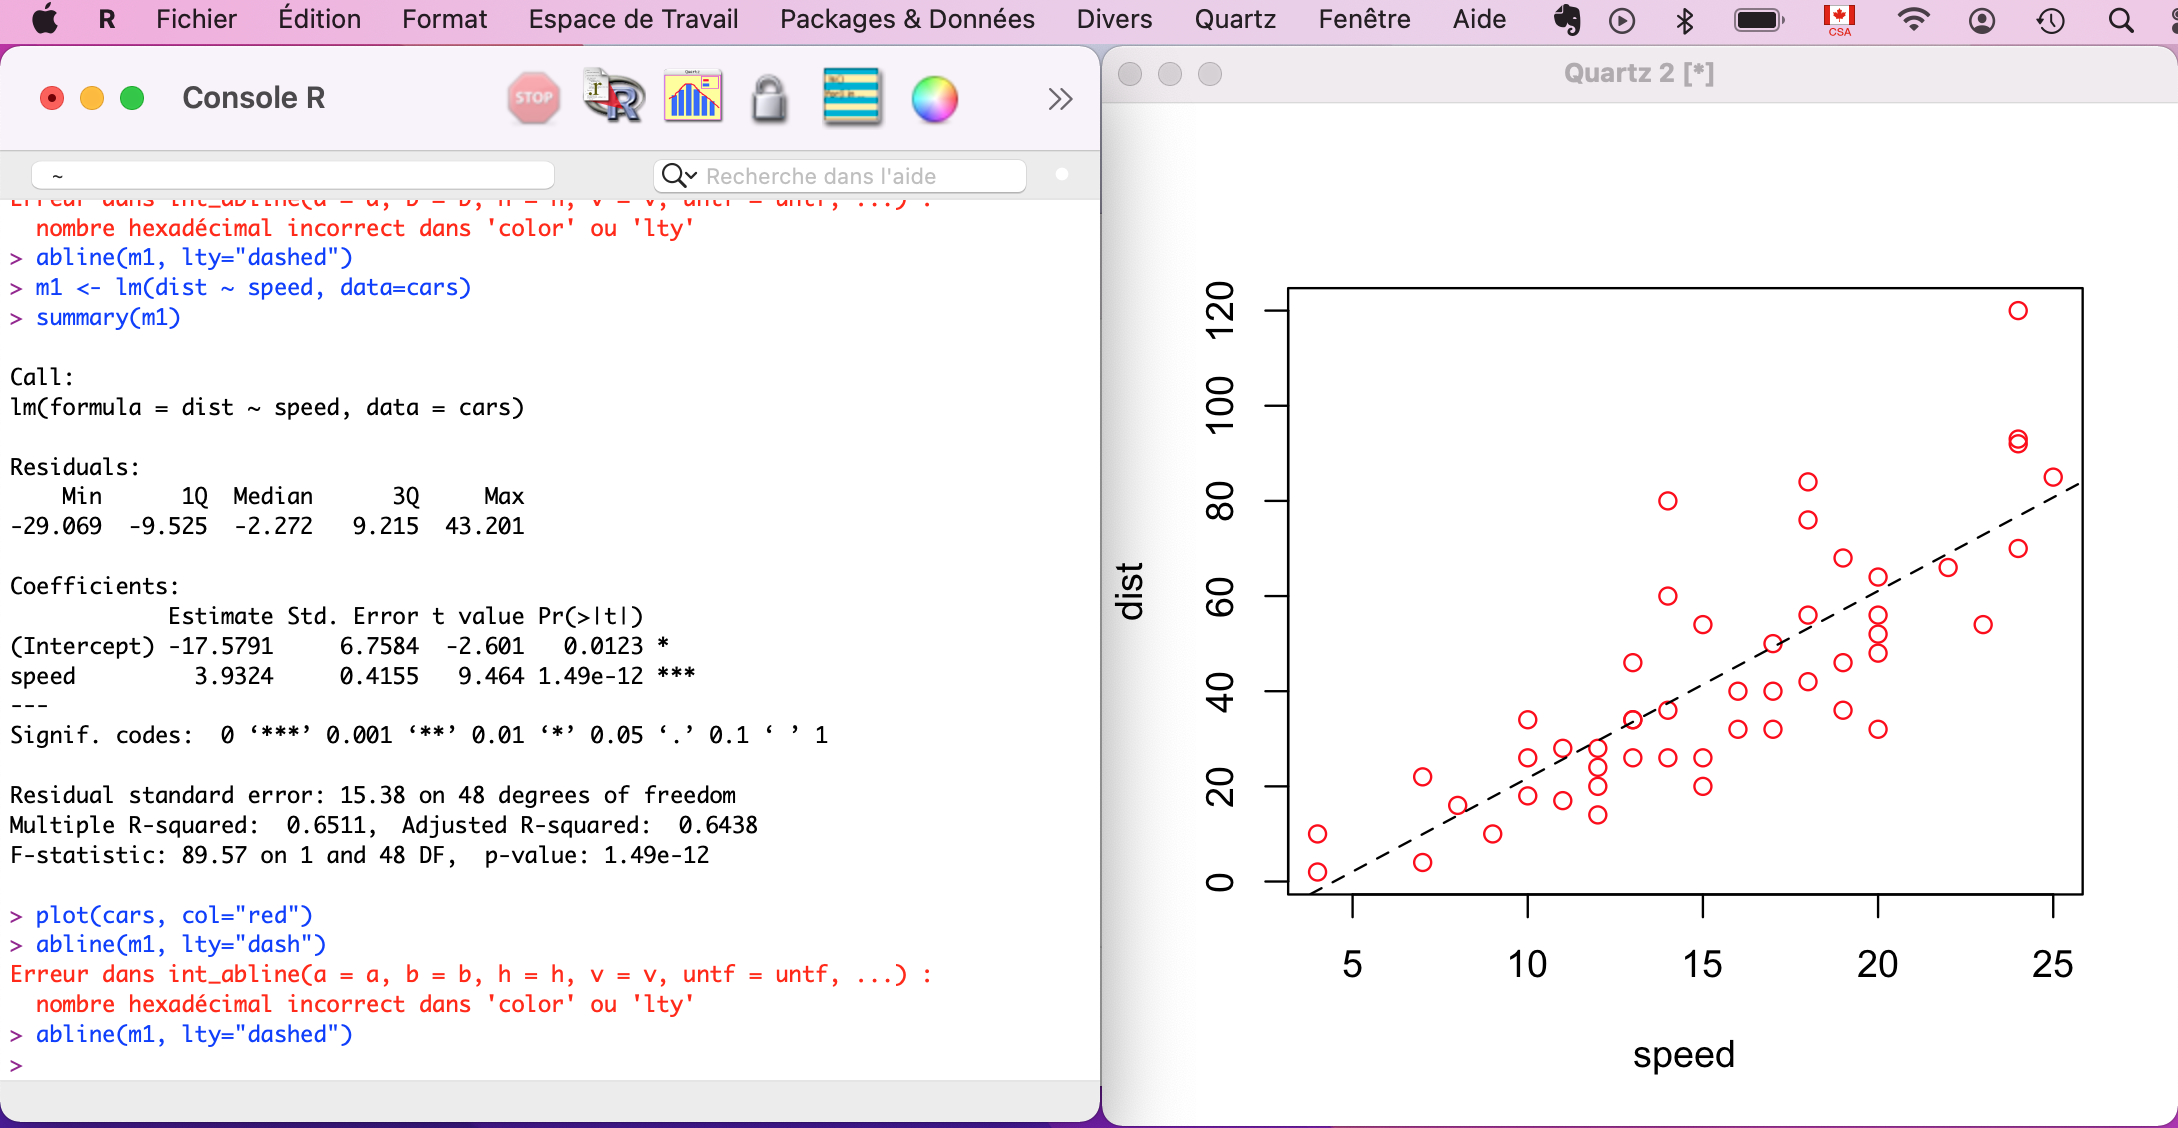 R Fichier Édition Format Espace de Travail Packages & Données Divers Quartz Fenêtre Aide CSA
Console R
STOP
~
Recherche dans l'aide
Erreur dans int_abline(a = a, b = b, h = h, v = v, untf = untf, ...) :
  nombre hexadécimal incorrect dans 'color' ou 'lty'
> abline(m1, lty="dashed")
> m1 <- lm(dist ~ speed, data=cars)
> summary(m1)
Call:
lm(formula = dist ~ speed, data = cars)
Residuals:
    Min      1Q  Median      3Q     Max
-29.069  -9.525  -2.272   9.215  43.201
Coefficients:
            Estimate Std. Error t value Pr(>|t|)
(Intercept) -17.5791     6.7584  -2.601   0.0123 *
speed         3.9324     0.4155   9.464 1.49e-12 ***
---
Signif. codes:  0 ‘***’ 0.001 ‘**’ 0.01 ‘*’ 0.05 ‘.’ 0.1 ‘ ’ 1
Residual standard error: 15.38 on 48 degrees of freedom
Multiple R-squared:  0.6511,	Adjusted R-squared:  0.6438
F-statistic: 89.57 on 1 and 48 DF,  p-value: 1.49e-12
> plot(cars, col="red")
> abline(m1, lty="dash")
Erreur dans int_abline(a = a, b = b, h = h, v = v, untf = untf, ...) :
  nombre hexadécimal incorrect dans 'color' ou 'lty'
> abline(m1, lty="dashed")
>
Quartz 2 [*]
120
100
80
60
40
20
0
dist
5 10 15 20 25
speed